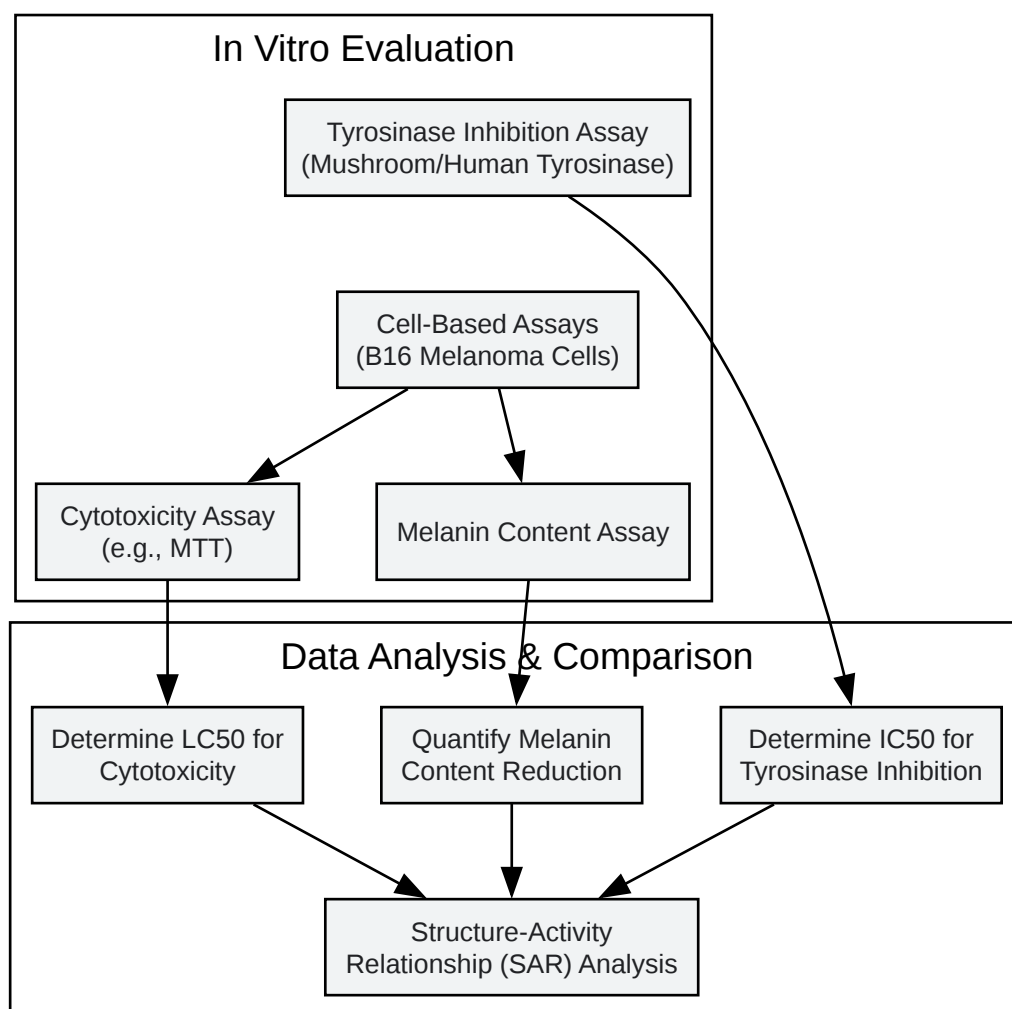 In Vitro Evaluation
Tyrosinase Inhibition Assay
(Mushroom/Human Tyrosinase)
Cell-Based Assays
(B16 Melanoma Cells)
Cytotoxicity Assay
(e.g., MTT)
Melanin Content Assay
Data Analysis & Comparison
Determine LC50 for
Cytotoxicity
Quantify Melanin
Content Reduction
Determine IC50 for
Tyrosinase Inhibition
Structure-Activity
Relationship (SAR) Analysis